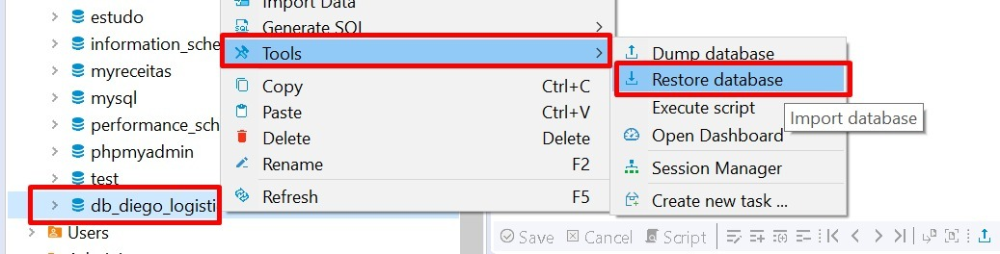 estudo
information_sche
myreceitas
mysql
performance_sch
phpmyadmin
test
db_diego_logisti
Users
Import Data
Generate SQL
Tools
Copy Ctrl+C
Paste Ctrl+V
Delete Delete
Rename F2
Refresh F5
Dump database
Restore database
Execute script
Import database
Open Dashboard
Session Manager
Create new task ...
Save Cancel Script